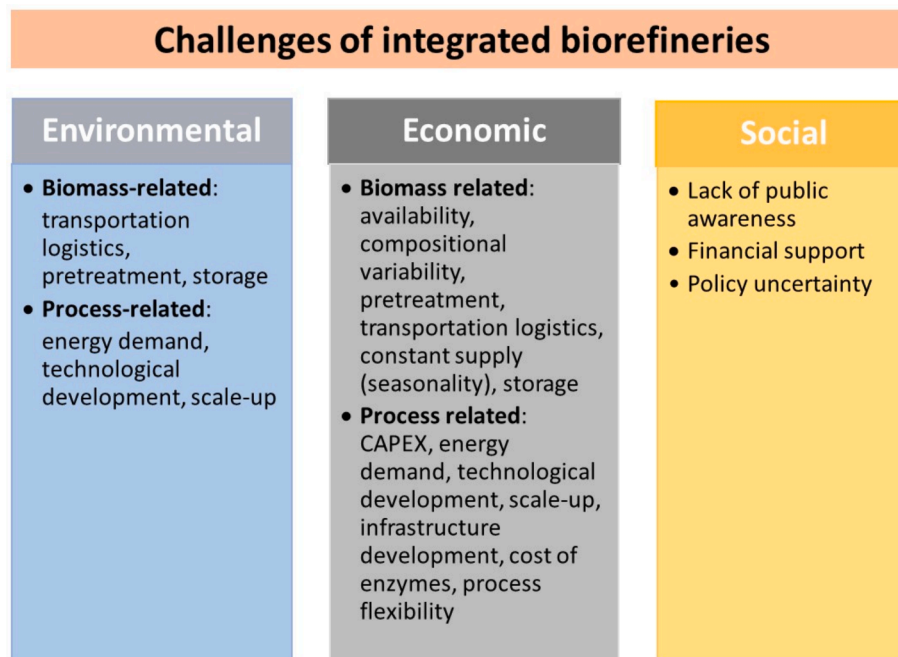 Challenges of integrated biorefineries
Environmental
• Biomass-related:
transportation
logistics,
pretreatment, storage
• Process-related:
energy demand,
technological
development, scale-up
Economic
• Biomass related:
availability,
compositional
variability,
pretreatment,
transportation logistics,
constant supply
(seasonality), storage
• Process related:
CAPEX, energy
demand, technological
development, scale-up,
infrastructure
development, cost of
enzymes, process
flexibility
Social
• Lack of public
awareness
• Financial support
• Policy uncertainty